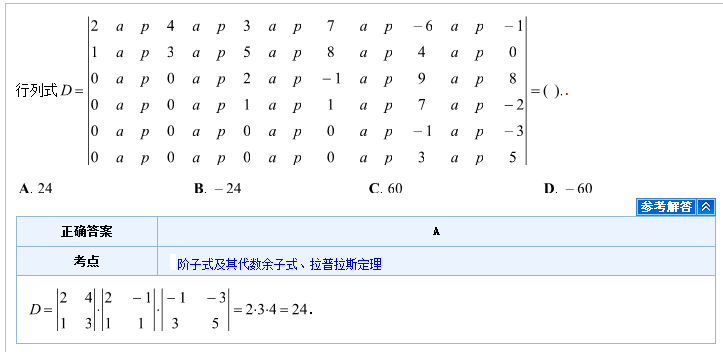 2 a p 4 a p 3 a p 7 a p -6 a p -1
1 a p 3 a p 5 a p 8 a p 4 a p 0
0 a p 0 a p 2 a p -1 a p 9 a p 8
行列式 D= =( )..
0 a p 0 a p 1 a p 1 a p 7 a p -2
0 a p 0 a p 0 a p 0 a p -1 a p -3
0 a p 0 a p 0 a p 0 a p 3 a p 5
A. 24 B. -24 C. 60 D. -60
参考解答
正确答案 A
考点 阶子式及其代数余子式、拉普拉斯定理
D = |2 4; 1 3|·|2 -1; 1 1|·|-1 -3; 3 5| = 2·3·4 = 24.